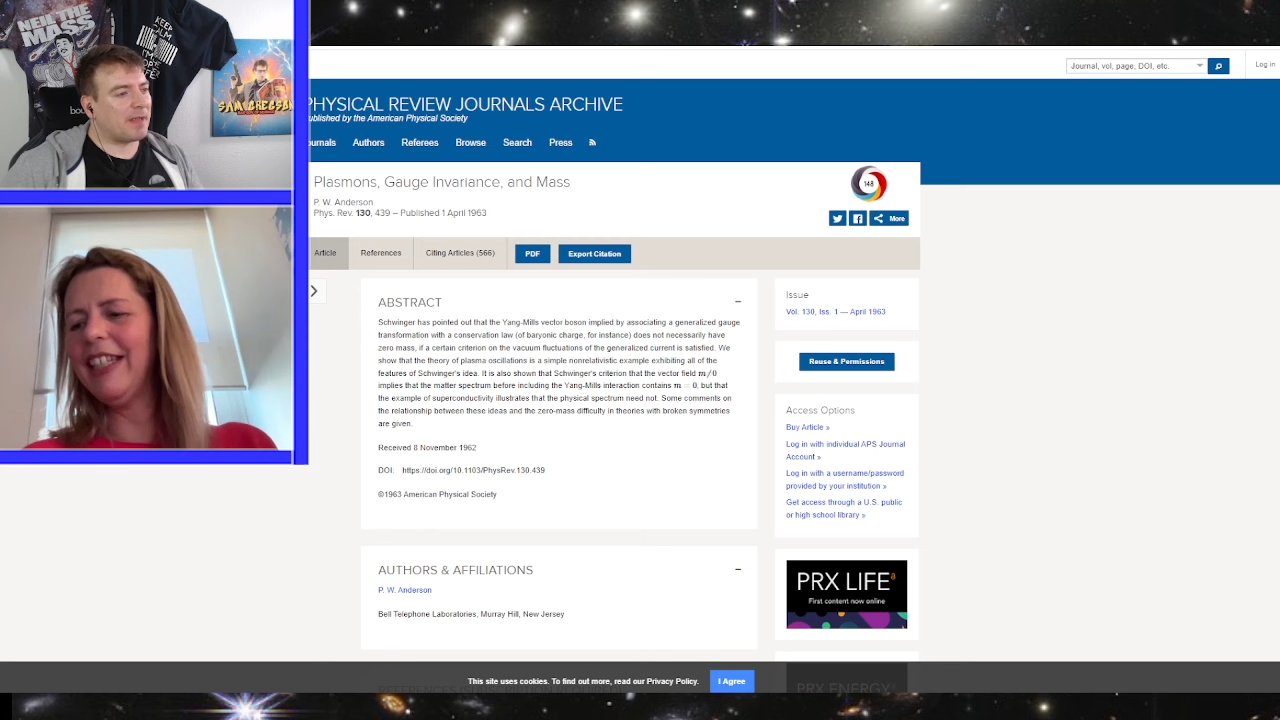 NEIL THE
MASS
KEEP
CALM
I'M
SAM GREGSON
Journal, vol, page, DOI, etc.
Log in
PHYSICAL REVIEW JOURNALS ARCHIVE
ublished by the American Physical Society
ournals Authors Referees Browse Search Press
Plasmons, Gauge Invariance, and Mass
P. W. Anderson
Phys. Rev. 130, 439 – Published 1 April 1963
148
More
Article References Citing Articles (566) PDF Export Citation
ABSTRACT
Schwinger has pointed out that the Yang-Mills vector boson implied by associating a generalized gauge
transformation with a conservation law (of baryonic charge, for instance) does not necessarily have
zero mass, if a certain criterion on the vacuum fluctuations of the generalized current is satisfied. We
show that the theory of plasma oscillations is a simple nonrelativistic example exhibiting all of the
features of Schwinger's idea. It is also shown that Schwinger's criterion that the vector field m/0
implies that the matter spectrum before including the Yang-Mills interaction contains m = 0, but that
the example of superconductivity illustrates that the physical spectrum need not. Some comments on
the relationship between these ideas and the zero-mass difficulty in theories with broken symmetries
are given.
Received 8 November 1962
DOI: https://doi.org/10.1103/PhysRev.130.439
©1963 American Physical Society
AUTHORS & AFFILIATIONS
P. W. Anderson
Bell Telephone Laboratories, Murray Hill, New Jersey
Issue
Vol. 130, Iss. 1 — April 1963
Reuse & Permissions
Access Options
Buy Article »
Log in with individual APS Journal
Account »
Log in with a username/password
provided by your institution »
Get access through a U.S. public
or high school library »
PRX LIFE
First content now online
PRX ENERGY
This site uses cookies. To find out more, read our Privacy Policy. I Agree